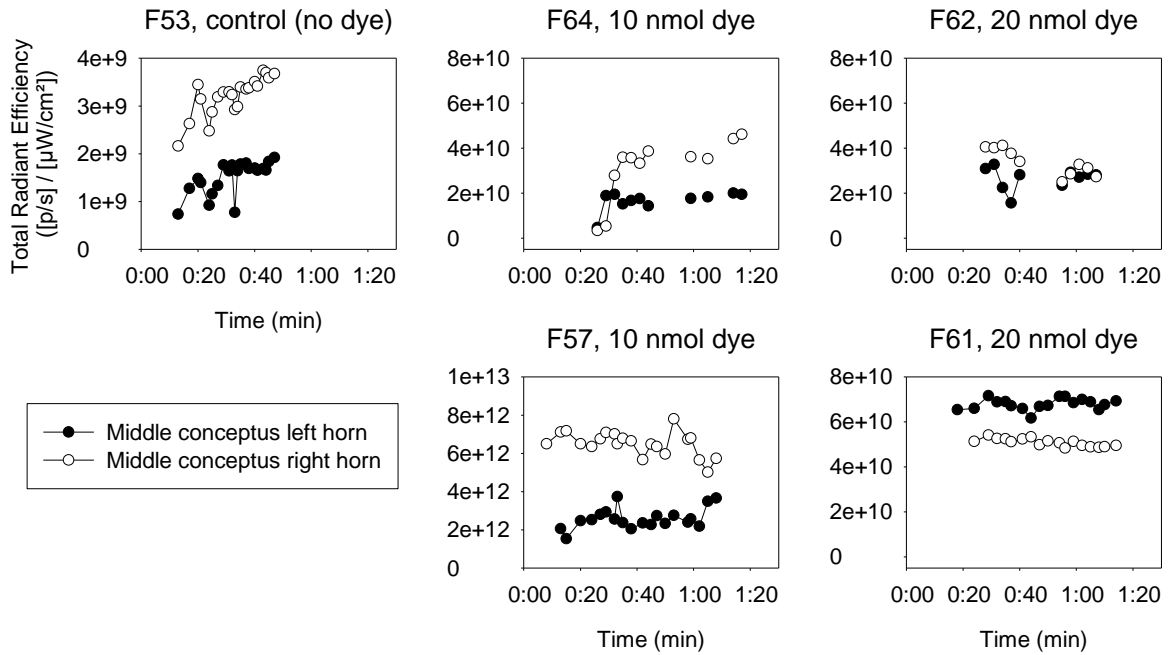 F53, control (no dye)
F64, 10 nmol dye
F62, 20 nmol dye
Total Radiant Efficiency
([p/s] / [µW/cm²])
4e+9
3e+9
2e+9
1e+9
0
0:00 0:20 0:40 1:00 1:20
Time (min)
8e+10
6e+10
4e+10
2e+10
0
0:00 0:20 0:40 1:00 1:20
8e+10
6e+10
4e+10
2e+10
0
0:00 0:20 0:40 1:00 1:20
F57, 10 nmol dye
F61, 20 nmol dye
Middle conceptus left horn
Middle conceptus right horn
1e+13
8e+12
6e+12
4e+12
2e+12
0
0:00 0:20 0:40 1:00 1:20
Time (min)
8e+10
6e+10
4e+10
2e+10
0
0:00 0:20 0:40 1:00 1:20
Time (min)